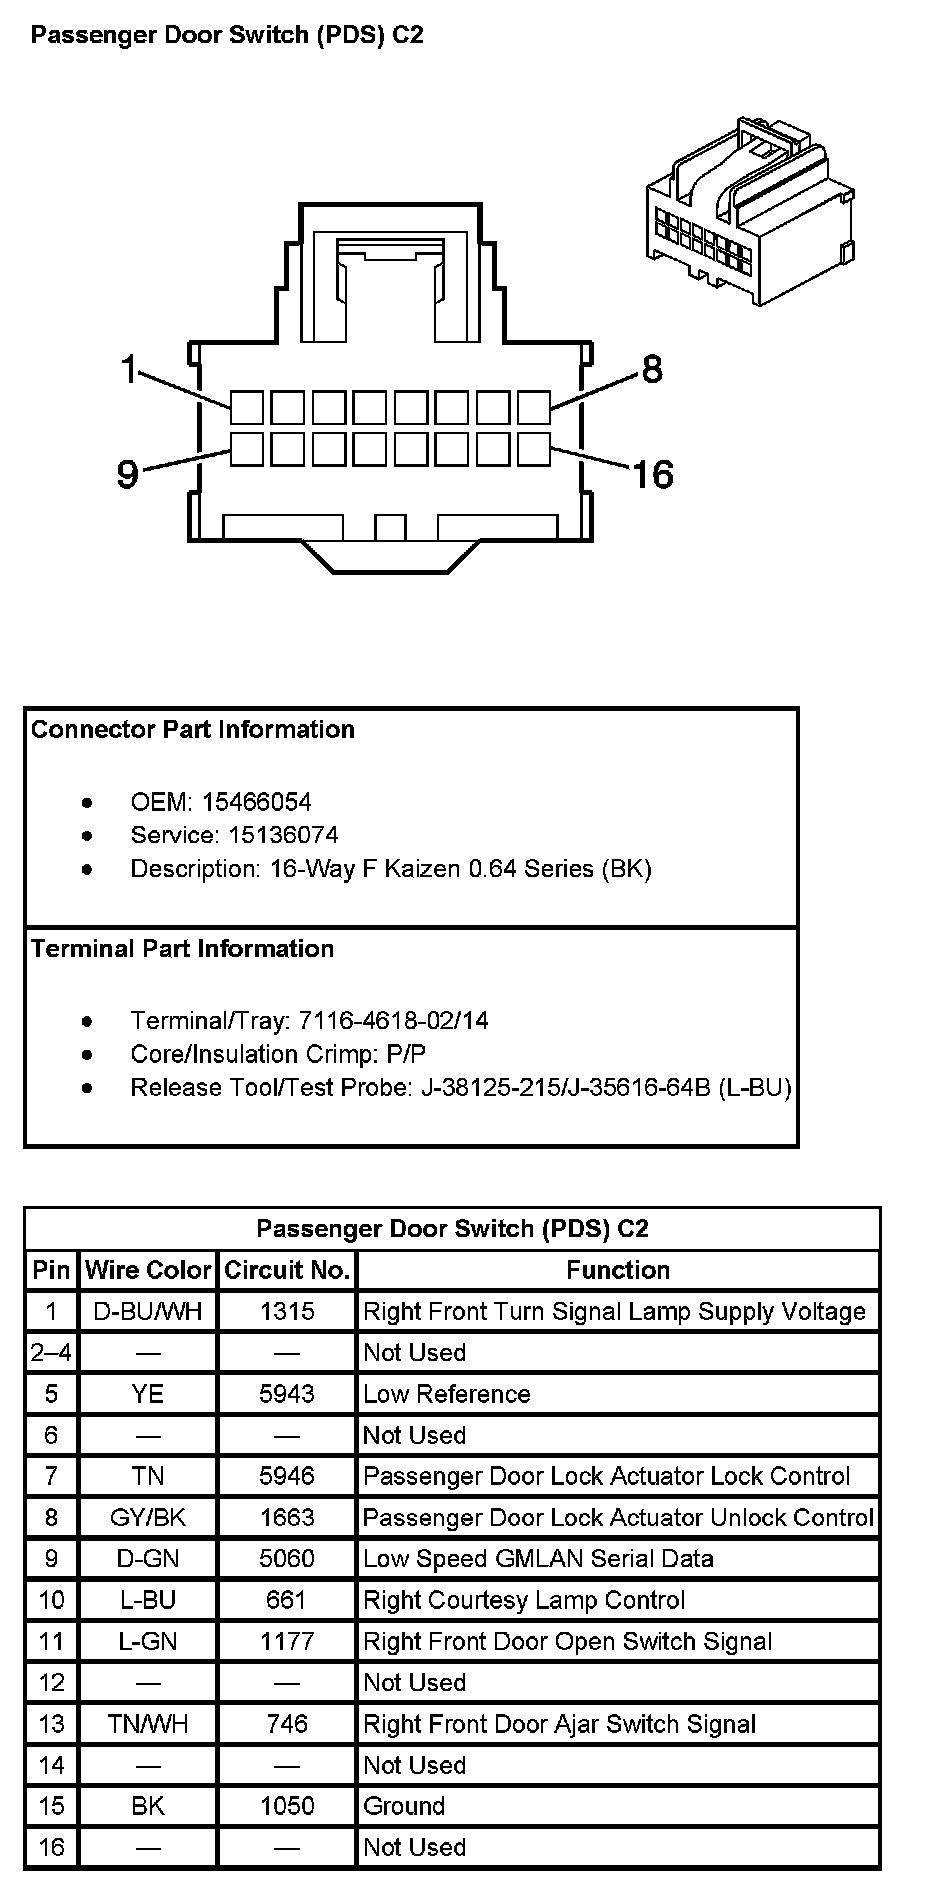 Passenger Door Switch (PDS) C2
1
8
9
16
Connector Part Information
● OEM: 15466054
● Service: 15136074
● Description: 16-Way F Kaizen 0.64 Series (BK)
Terminal Part Information
● Terminal/Tray: 7116-4618-02/14
● Core/Insulation Crimp: P/P
● Release Tool/Test Probe: J-38125-215/J-35616-64B (L-BU)
Passenger Door Switch (PDS) C2
Pin Wire Color Circuit No. Function
1 D-BU/WH 1315 Right Front Turn Signal Lamp Supply Voltage
2–4 — — Not Used
5 YE 5943 Low Reference
6 — — Not Used
7 TN 5946 Passenger Door Lock Actuator Lock Control
8 GY/BK 1663 Passenger Door Lock Actuator Unlock Control
9 D-GN 5060 Low Speed GMLAN Serial Data
10 L-BU 661 Right Courtesy Lamp Control
11 L-GN 1177 Right Front Door Open Switch Signal
12 — — Not Used
13 TN/WH 746 Right Front Door Ajar Switch Signal
14 — — Not Used
15 BK 1050 Ground
16 — — Not Used